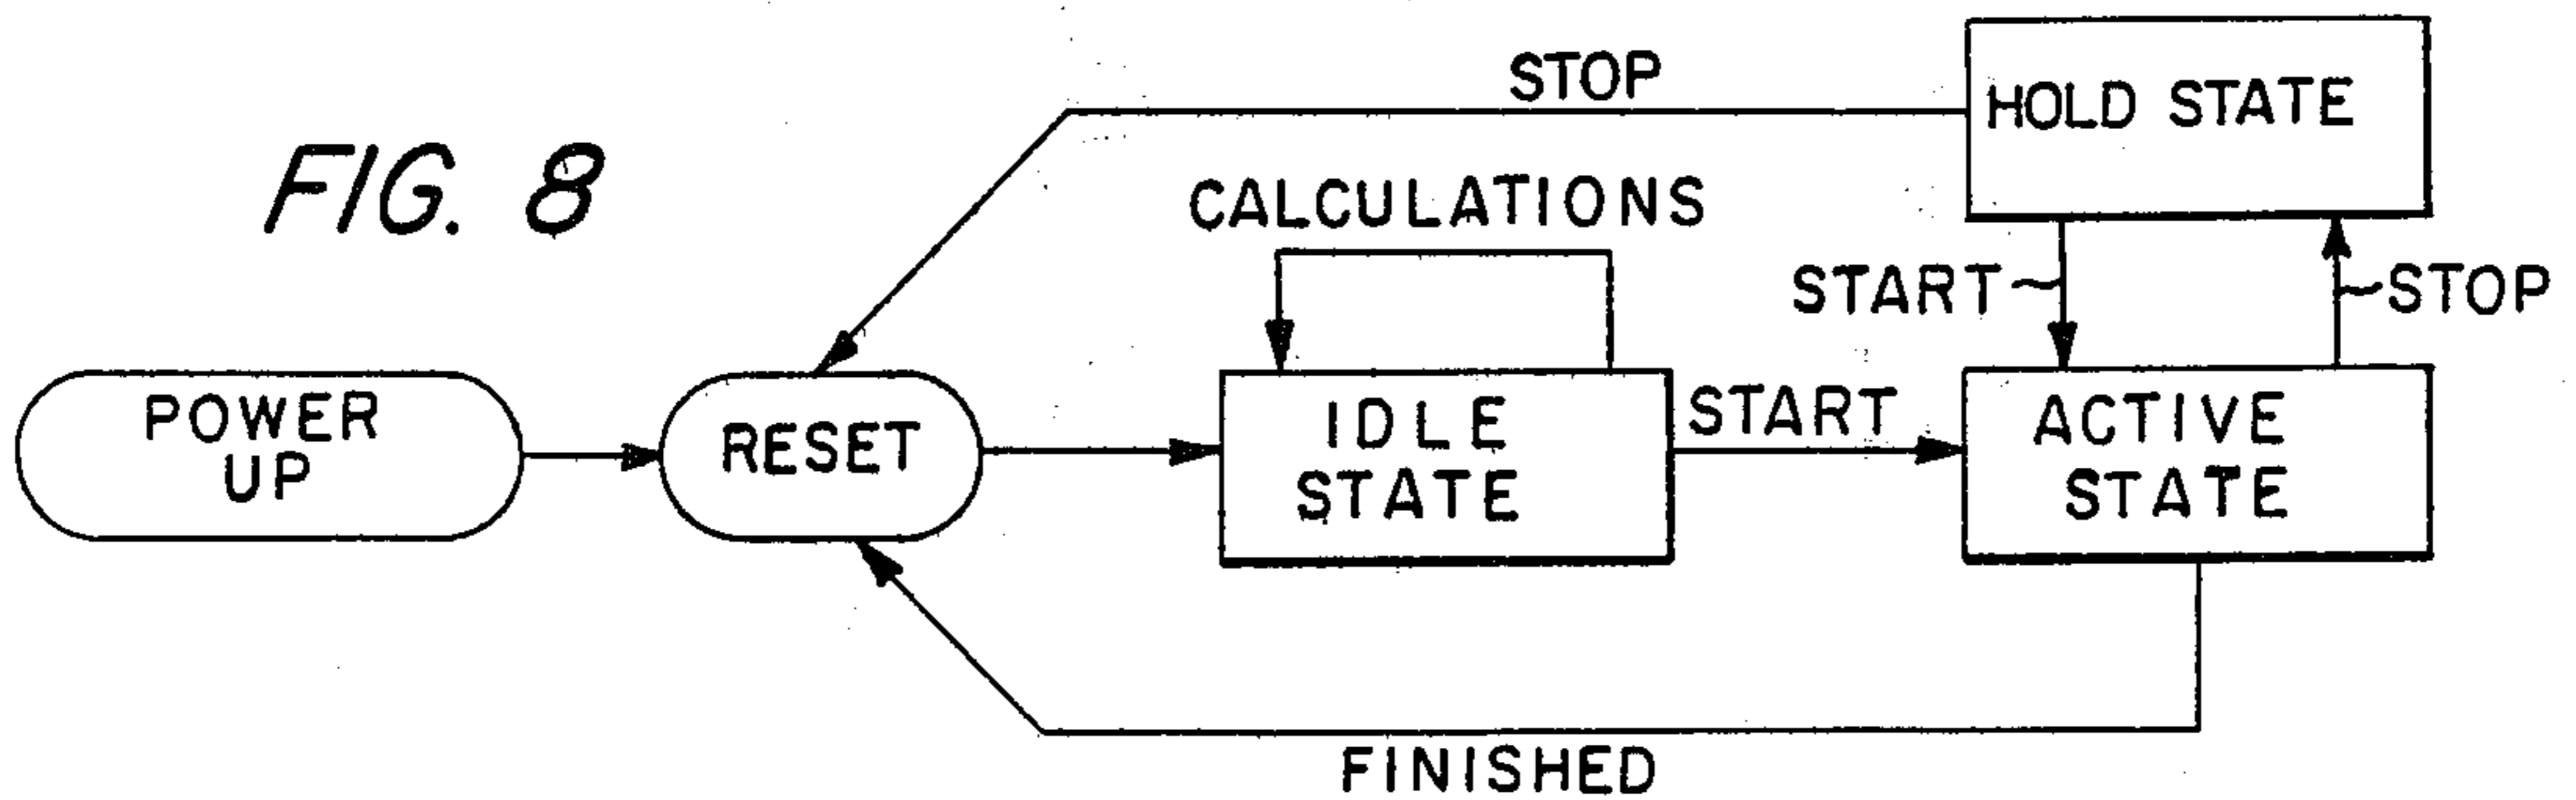 FIG. 8
STOP
HOLD STATE
CALCULATIONS
START
STOP
POWER
UP
RESET
IDLE
STATE
START
ACTIVE
STATE
FINISHED